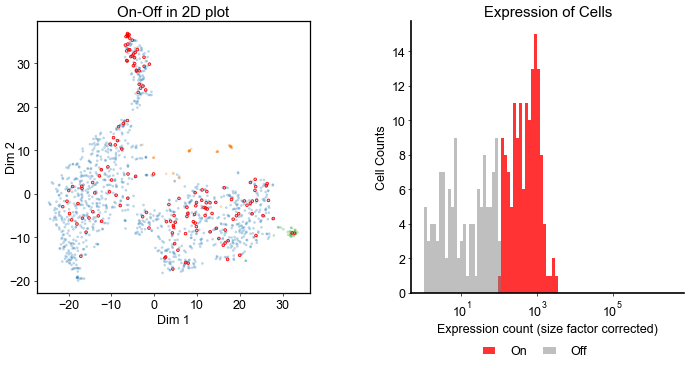 On-Off in 2D plot
Dim 2
30
20
10
0
−10
−20
−20 −10 0 10 20 30
Dim 1
Expression of Cells
Cell Counts
14
12
10
8
6
4
2
0
10^1 10^3 10^5
Expression count (size factor corrected)
On Off